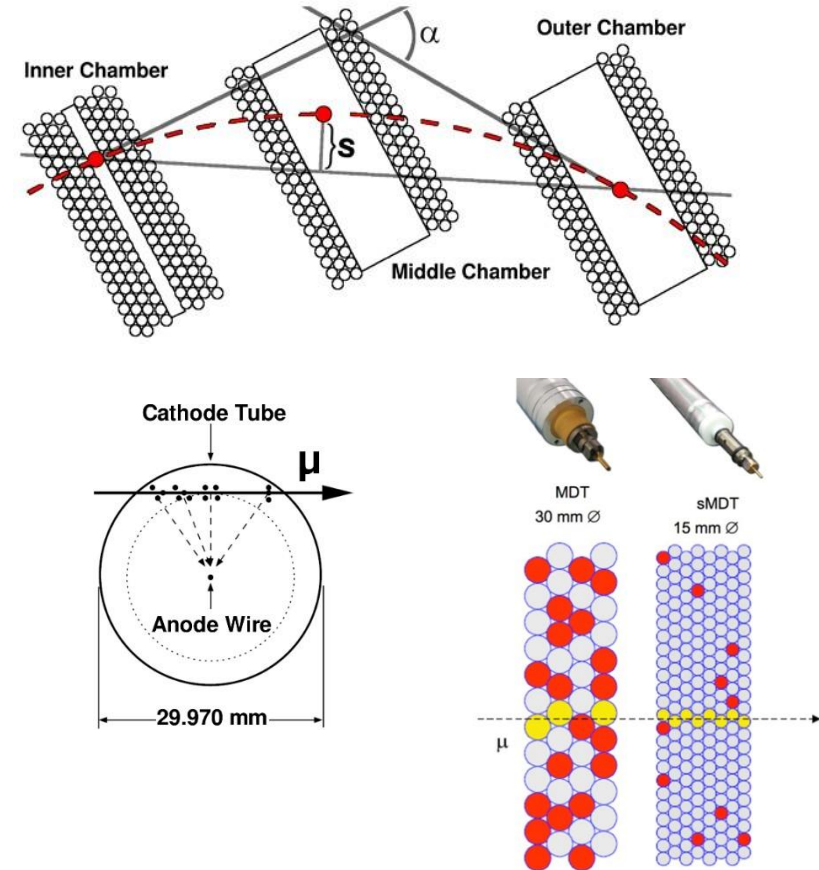 α
Outer Chamber
Inner Chamber
s
Middle Chamber
Cathode Tube
μ
Anode Wire
29.970 mm
MDT
30 mm Ø
sMDT
15 mm Ø
μ